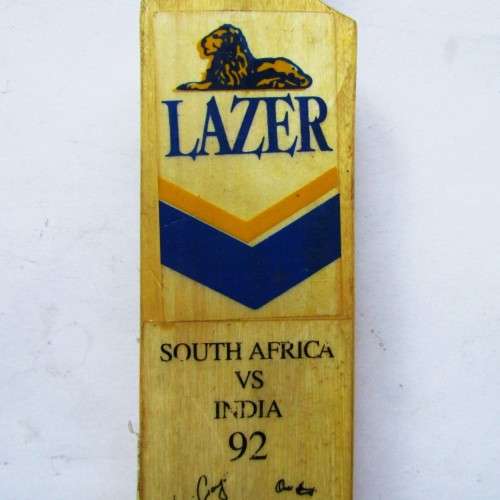 LAZER
SOUTH AFRICA
VS
INDIA
92